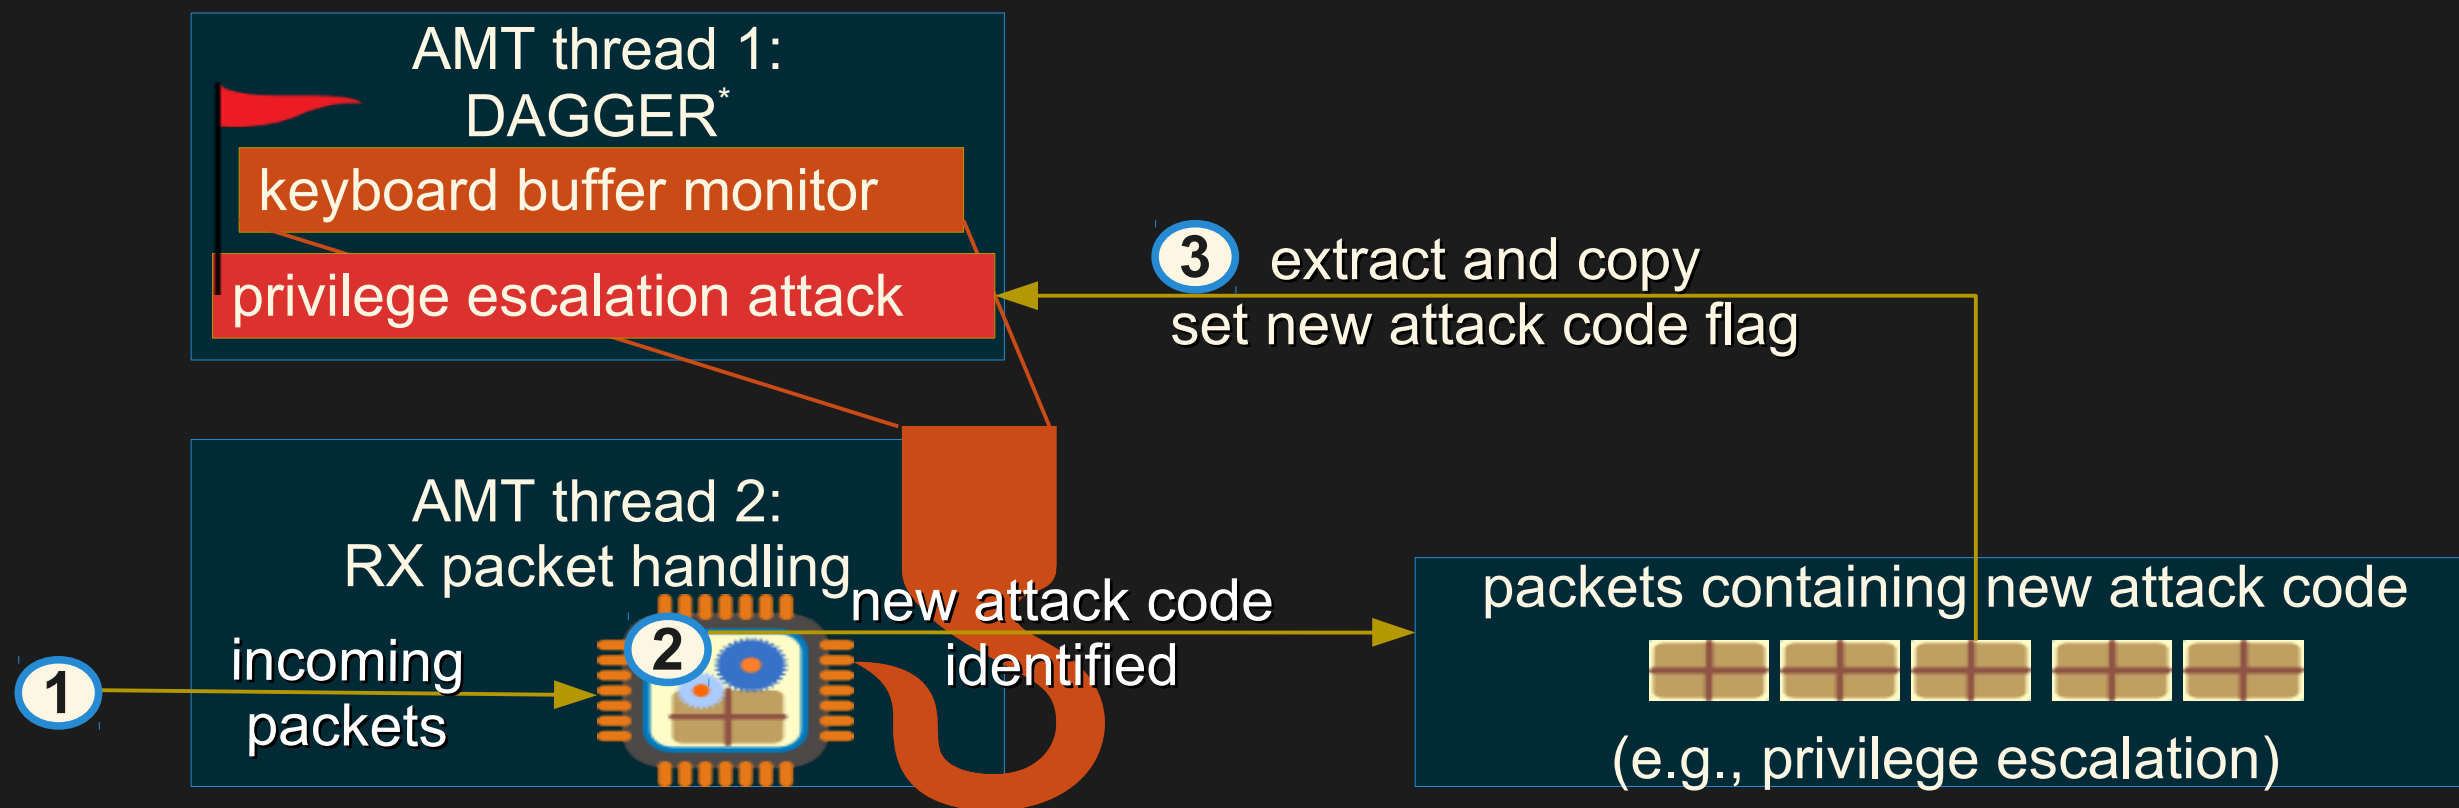 AMT thread 1:
DAGGER*
keyboard buffer monitor
privilege escalation attack
3
extract and copy
set new attack code flag
AMT thread 2:
RX packet handling
1
incoming
packets
2
new attack code
identified
packets containing new attack code
(e.g., privilege escalation)